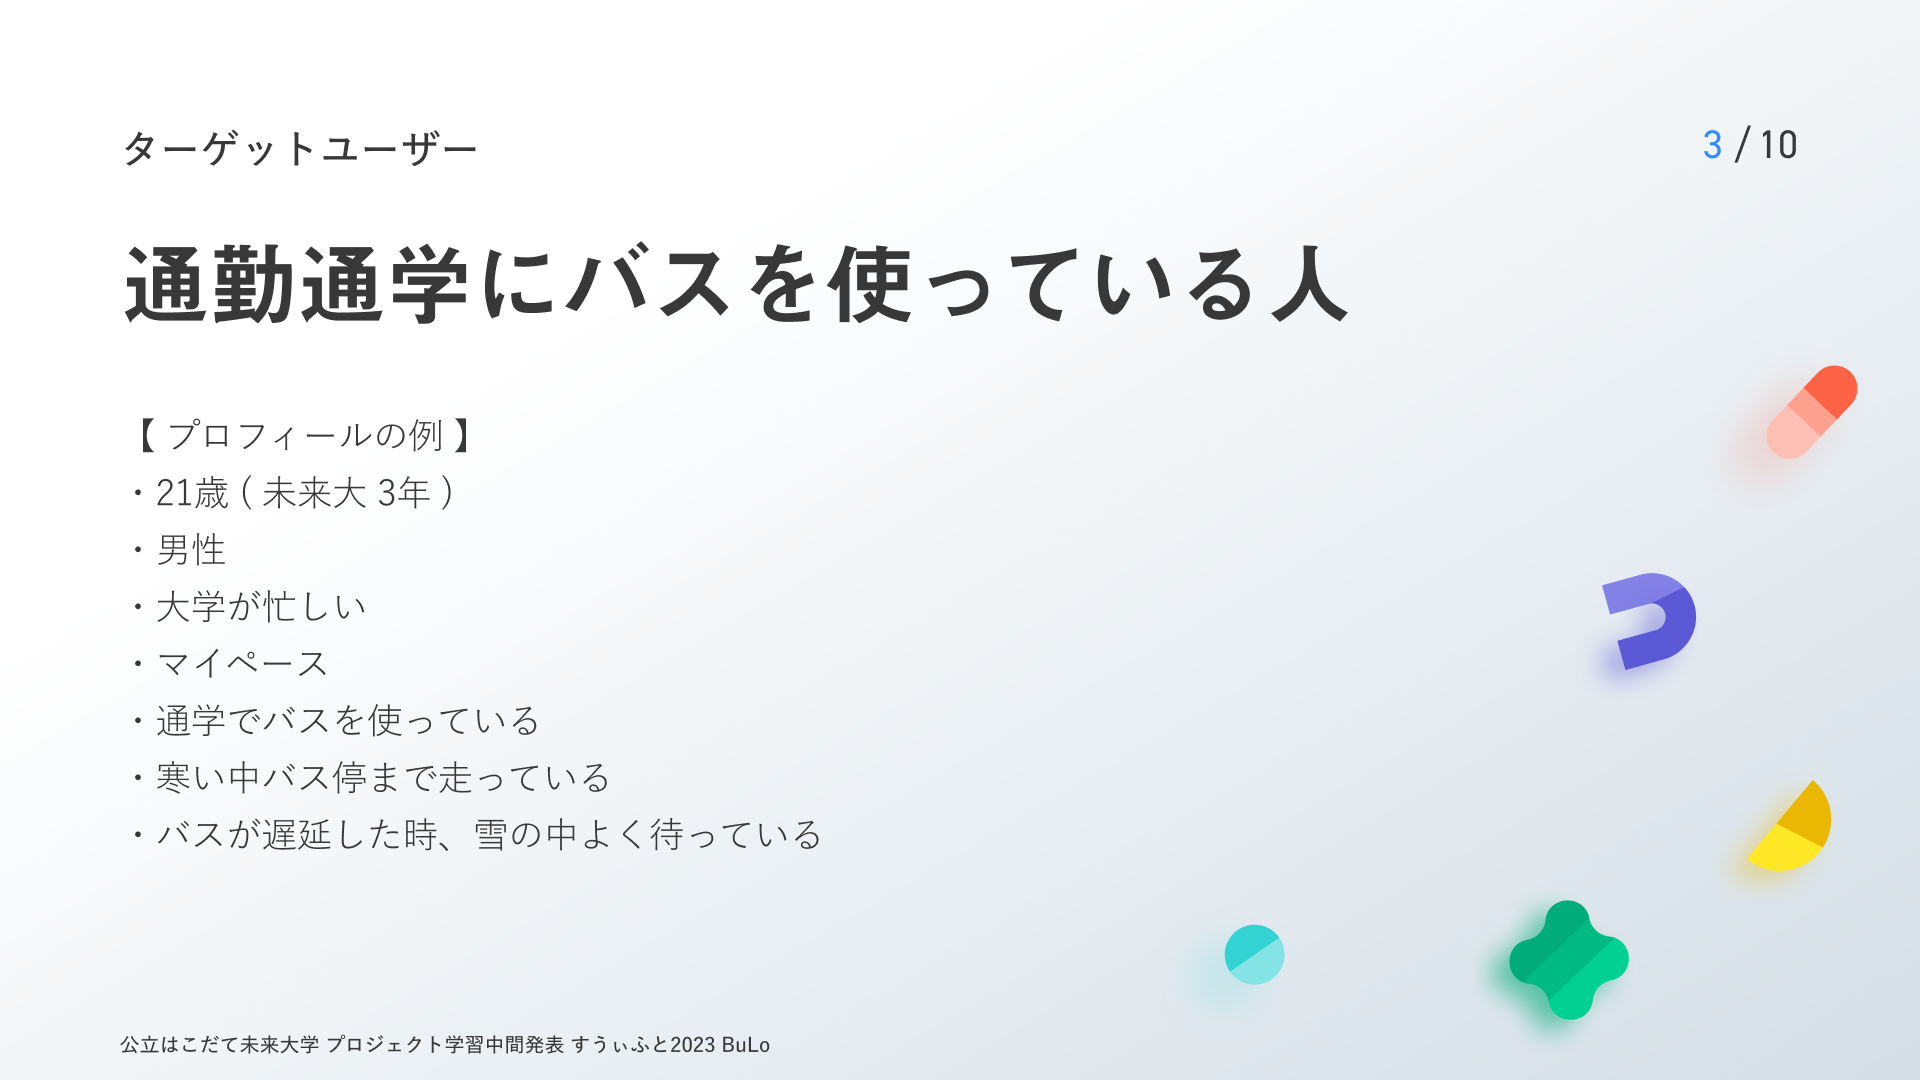 ターゲットユーザー
3 / 10
通勤通学にバスを使っている人
【 プロフィールの例 】
・21歳 ( 未来大 3年 )
・男性
・大学が忙しい
・マイペース
・通学でバスを使っている
・寒い中バス停まで走っている
・バスが遅延した時、雪の中よく待っている
公立はこだて未来大学 プロジェクト学習中間発表 すうぃふと2023 BuLo